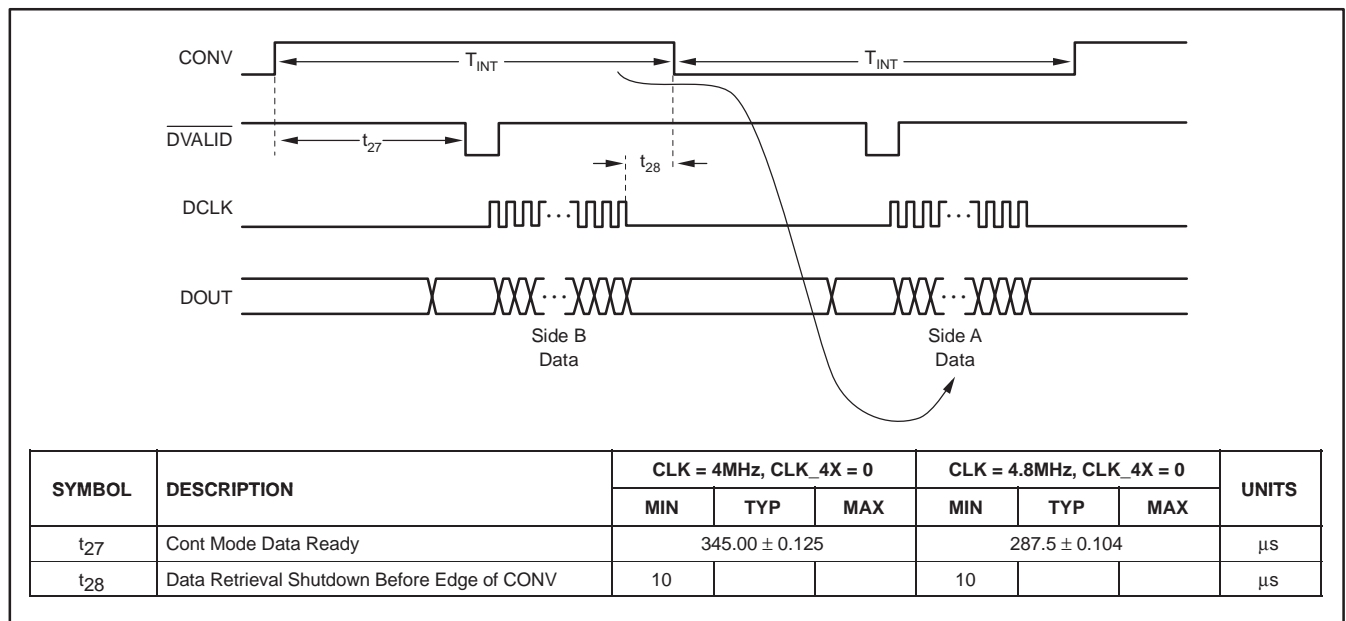 CONV
T_INT
T_INT
DVALID
t27
t28
DCLK
DOUT
Side B
Data
Side A
Data
SYMBOL DESCRIPTION CLK = 4MHz, CLK_4X = 0 CLK = 4.8MHz, CLK_4X = 0 UNITS
MIN TYP MAX MIN TYP MAX
t27 Cont Mode Data Ready 345.00 ± 0.125 287.5 ± 0.104 µs
t28 Data Retrieval Shutdown Before Edge of CONV 10 10 µs